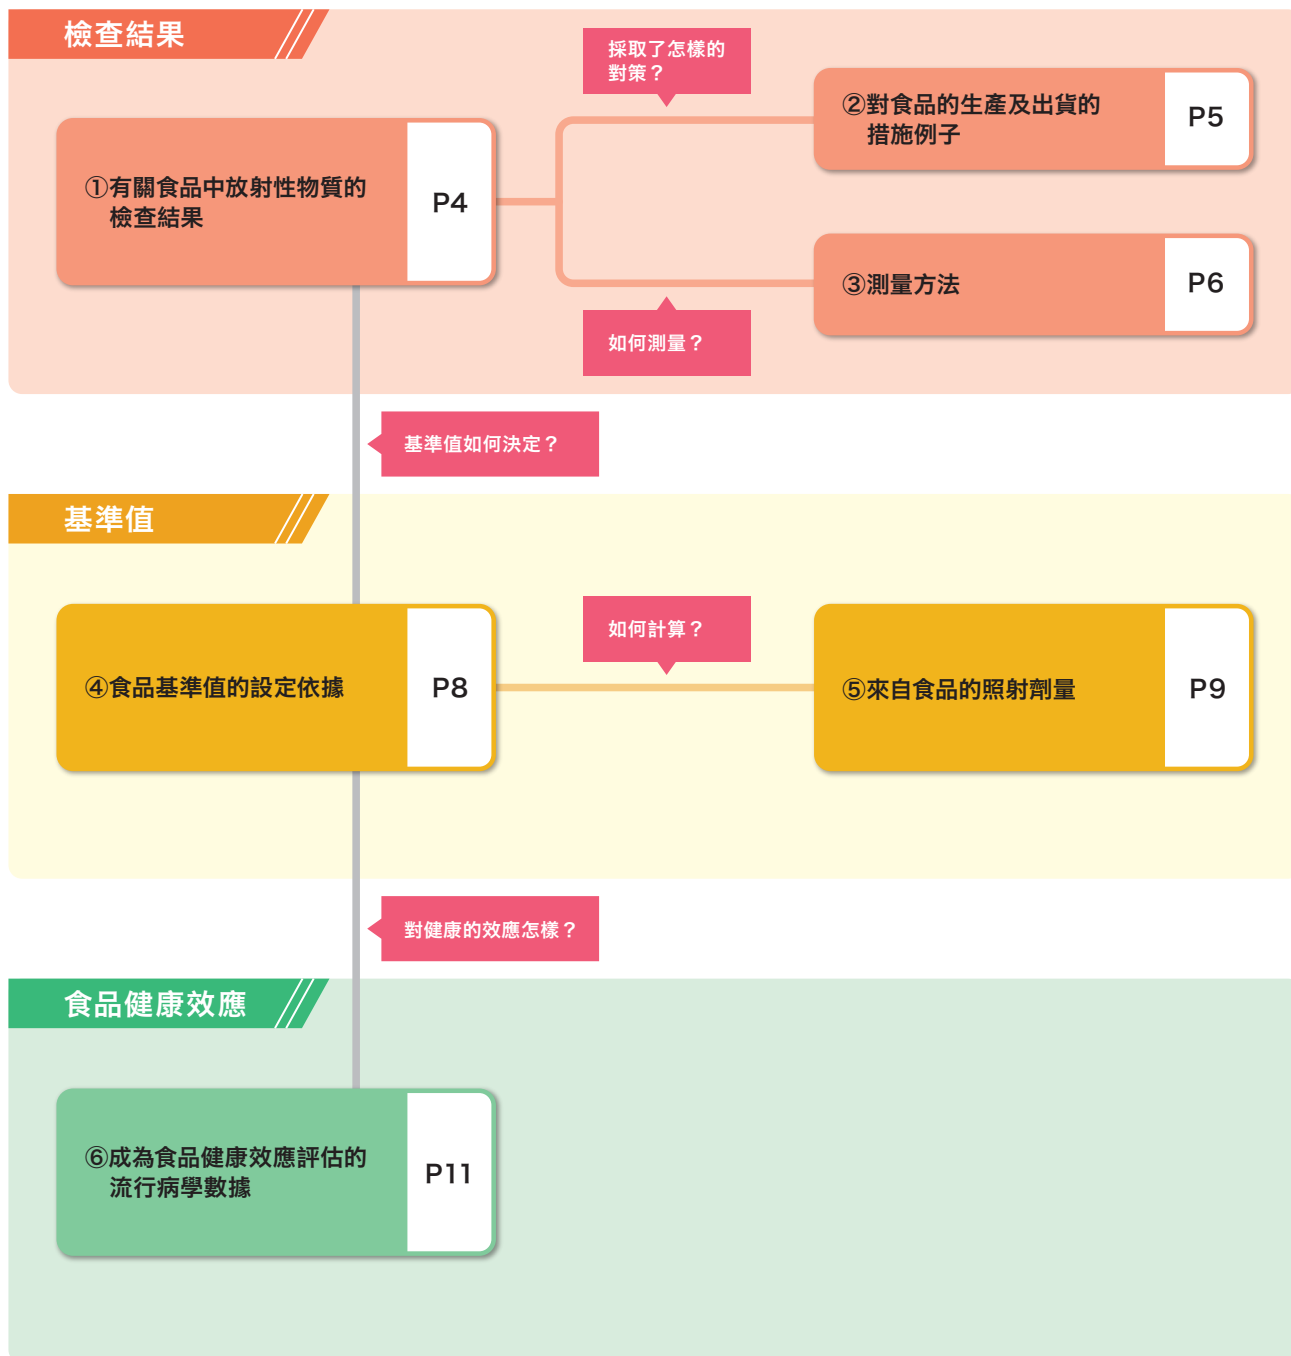 檢查結果
採取了怎樣的
對策？
①有關食品中放射性物質的
檢查結果
P4
②對食品的生產及出貨的
措施例子
P5
③測量方法
P6
如何測量？
基準值如何決定？
基準值
④食品基準值的設定依據
P8
如何計算？
⑤來自食品的照射劑量
P9
對健康的效應怎樣？
食品健康效應
⑥成為食品健康效應評估的
流行病學數據
P11